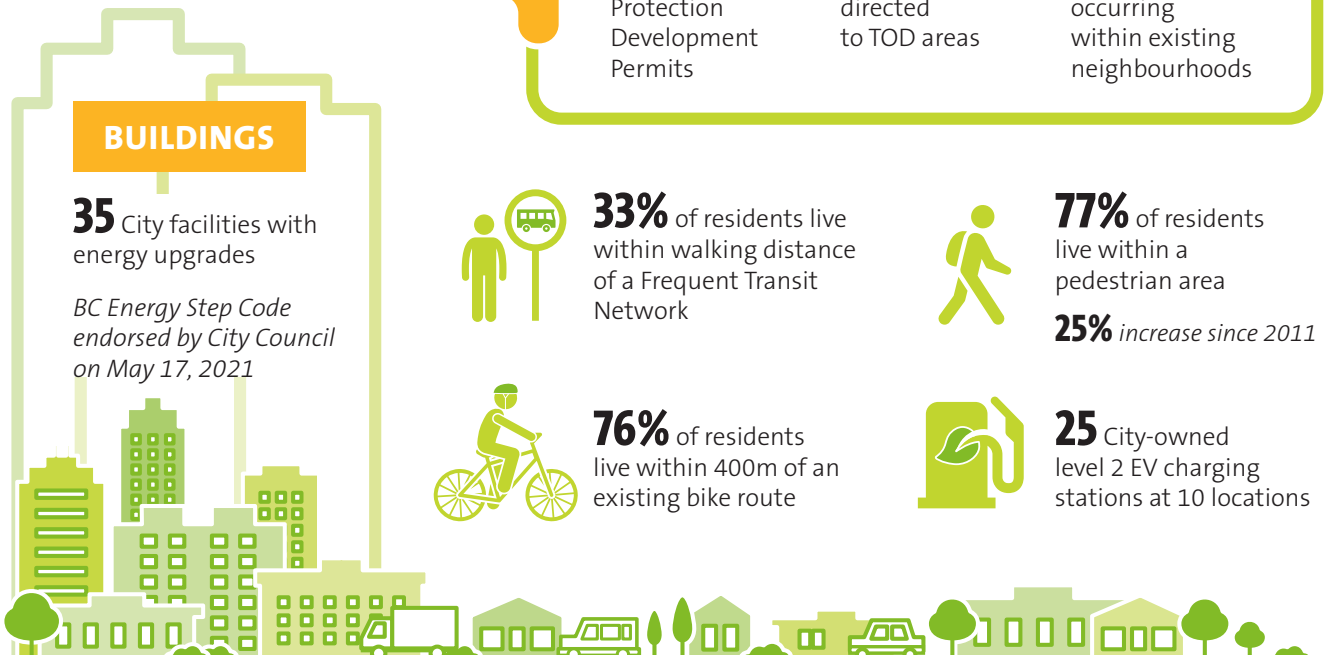 Protection
Development
Permits
directed
to TOD areas
occurring
within existing
neighbourhoods
BUILDINGS
35 City facilities with
energy upgrades
BC Energy Step Code
endorsed by City Council
on May 17, 2021
33% of residents live
within walking distance
of a Frequent Transit
Network
77% of residents
live within a
pedestrian area
25% increase since 2011
76% of residents
live within 400m of an
existing bike route
25 City-owned
level 2 EV charging
stations at 10 locations